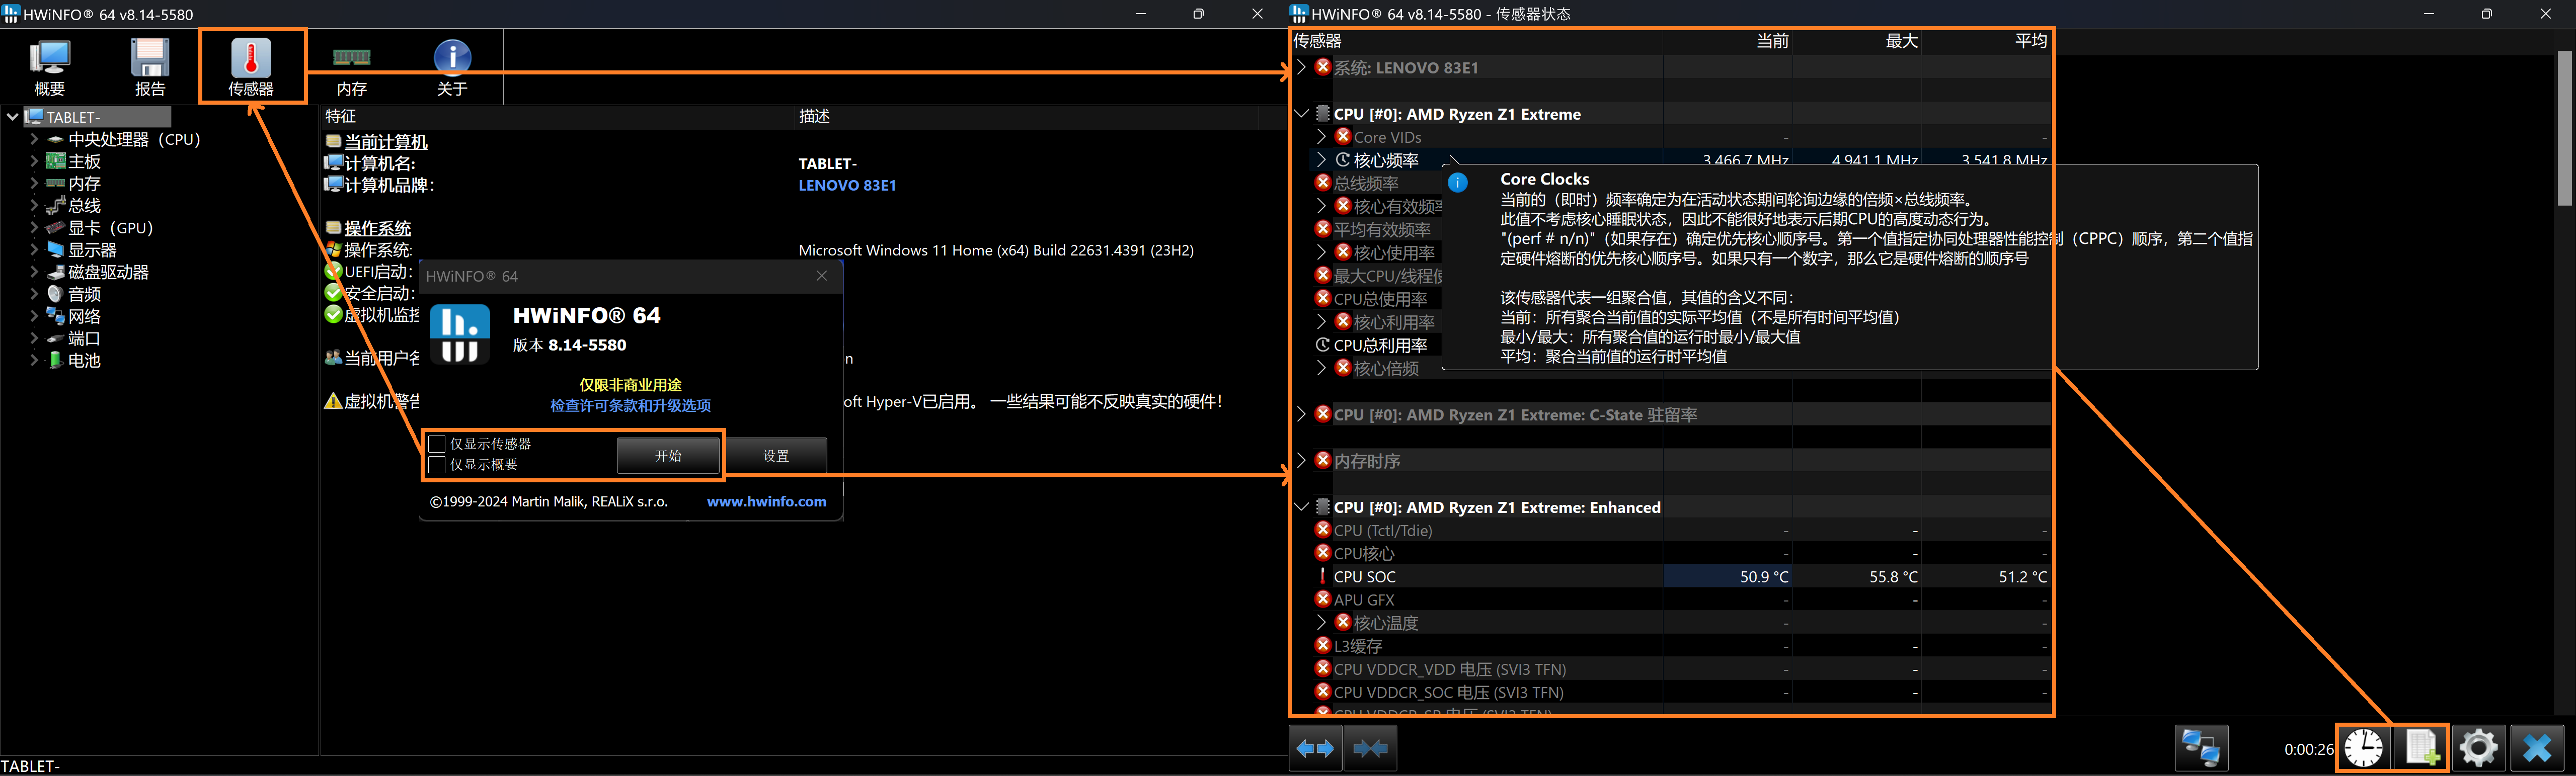 HWiNFO® 64 v8.14-5580
概要
报告
传感器
内存
关于
TABLET-
中央处理器（CPU）
主板
内存
总线
显卡（GPU）
显示器
磁盘驱动器
音频
网络
端口
电池
特征 描述
当前计算机
计算机名: TABLET-
计算机品牌: LENOVO 83E1
操作系统
操作系统: Microsoft Windows 11 Home (x64) Build 22631.4391 (23H2)
UEFI启动:
安全启动:
虚拟机监控
当前用户名 n
虚拟机警告 oft Hyper-V已启用。 一些结果可能不反映真实的硬件！
HWiNFO® 64
HWiNFO® 64
版本 8.14-5580
仅限非商业用途
检查许可条款和升级选项
仅显示传感器
仅显示概要
开始
设置
©1999-2024 Martin Malik, REALiX s.r.o. www.hwinfo.com
TABLET-
HWiNFO® 64 v8.14-5580 - 传感器状态
传感器 当前 最大 平均
系统: LENOVO 83E1
CPU [#0]: AMD Ryzen Z1 Extreme
Core VIDs - -
核心频率 3,466.7 MHz 4,941.1 MHz 3,541.8 MHz
总线频率
核心有效频率
平均有效频率
核心使用率
最大CPU/线程使
CPU总使用率
核心利用率
CPU总利用率
核心倍频
Core Clocks
当前的（即时）频率确定为在活动状态期间轮询边缘的倍频×总线频率。
此值不考虑核心睡眠状态，因此不能很好地表示后期CPU的高度动态行为。
"(perf # n/n)"（如果存在）确定优先核心顺序号。第一个值指定协同处理器性能控制（CPPC）顺序，第二个值指
定硬件熔断的优先核心顺序号。如果只有一个数字，那么它是硬件熔断的顺序号
该传感器代表一组聚合值，其值的含义不同：
当前：所有聚合当前值的实际平均值（不是所有时间平均值）
最小/最大：所有聚合值的运行时最小/最大值
平均：聚合当前值的运行时平均值
CPU [#0]: AMD Ryzen Z1 Extreme: C-State 驻留率
内存时序
CPU [#0]: AMD Ryzen Z1 Extreme: Enhanced
CPU (Tctl/Tdie) - - -
CPU核心 - - -
CPU SOC 50.9 °C 55.8 °C 51.2 °C
APU GFX - - -
核心温度 - -
L3缓存 - - -
CPU VDDCR_VDD 电压 (SVI3 TFN) - - -
CPU VDDCR_SOC 电压 (SVI3 TFN) - - -
CPU VDDCR_SR 电压 (SVI3 TFN)
0:00:26